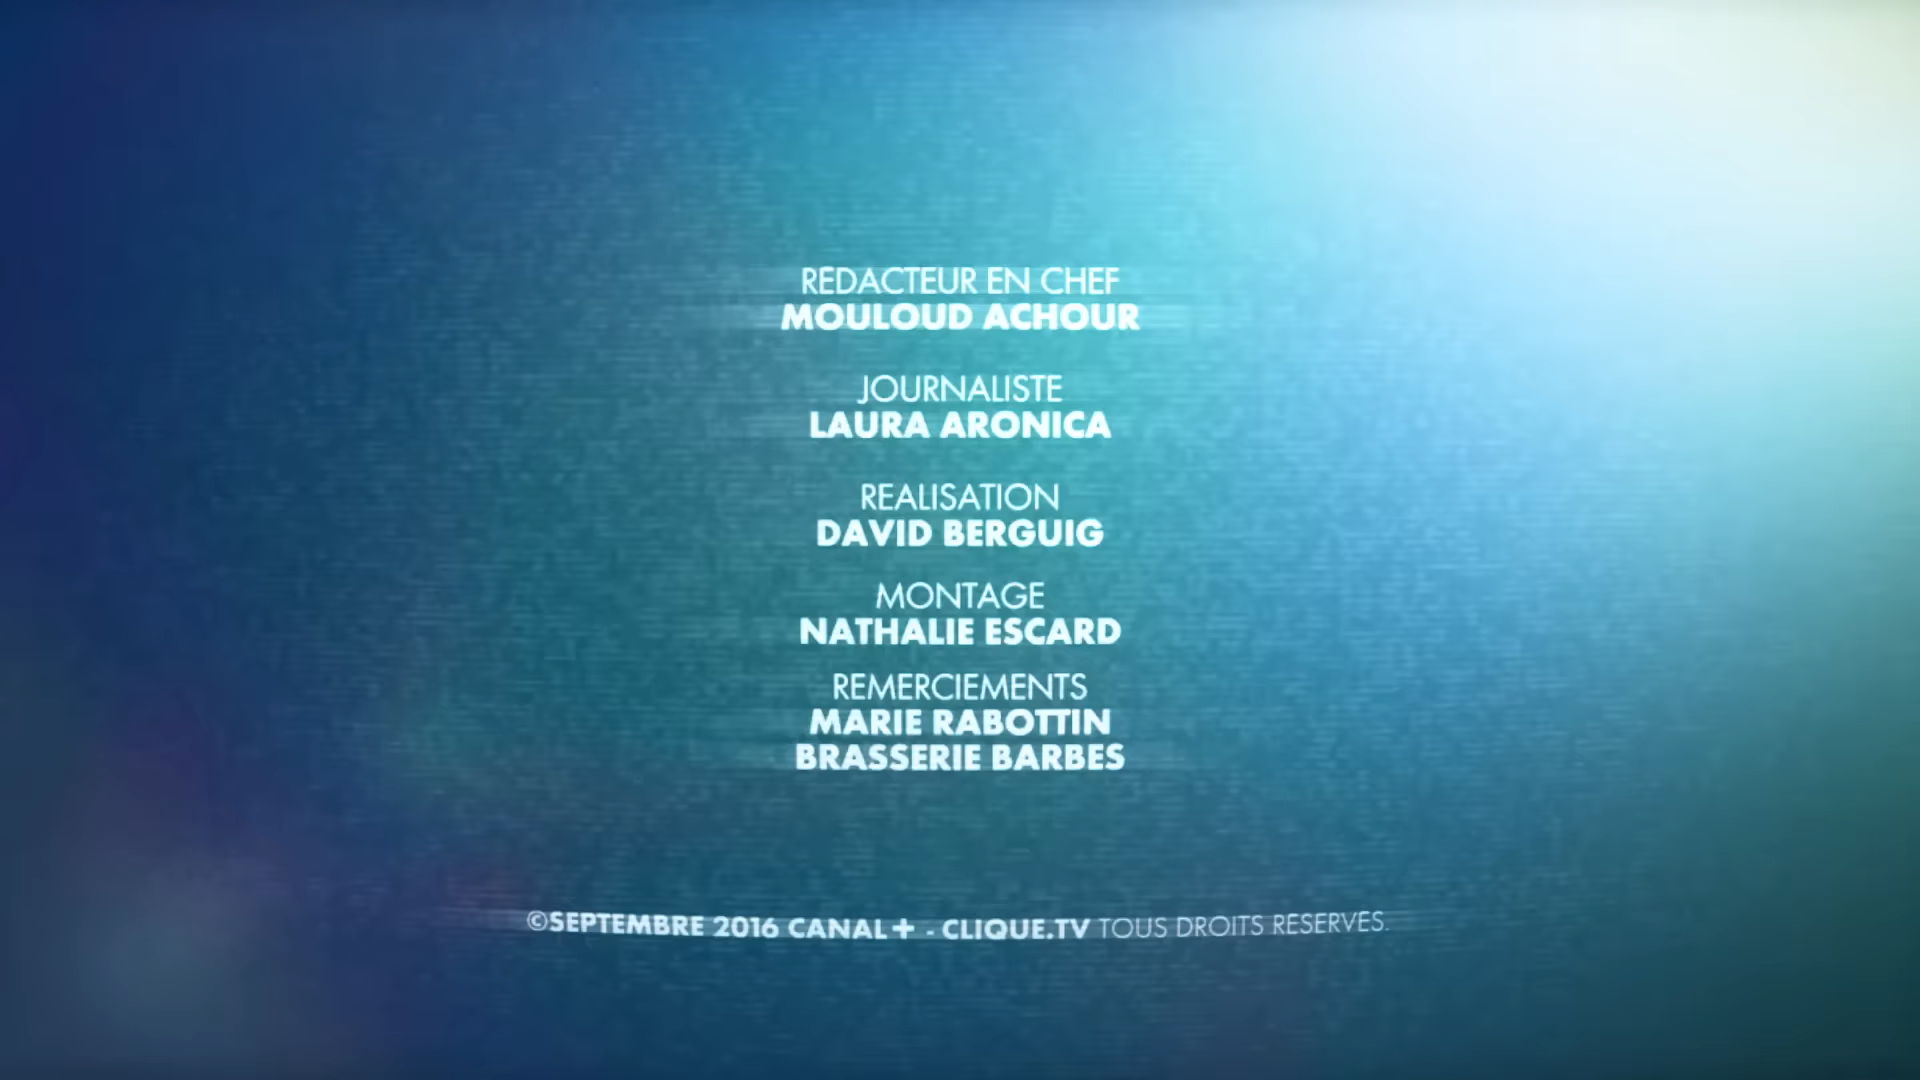 REDACTEUR EN CHEF
MOULOUD ACHOUR
JOURNALISTE
LAURA ARONICA
REALISATION
DAVID BERGUIG
MONTAGE
NATHALIE ESCARD
REMERCIEMENTS
MARIE RABOTTIN
BRASSERIE BARBES
©SEPTEMBRE 2016 CANAL+ - CLIQUE.TV TOUS DROITS RESERVES.